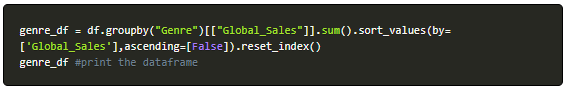 genre_df = df.groupby("Genre")[["Global_Sales"]].sum().sort_values(by=
['Global_Sales'],ascending=[False]).reset_index()
genre_df #print the dataframe